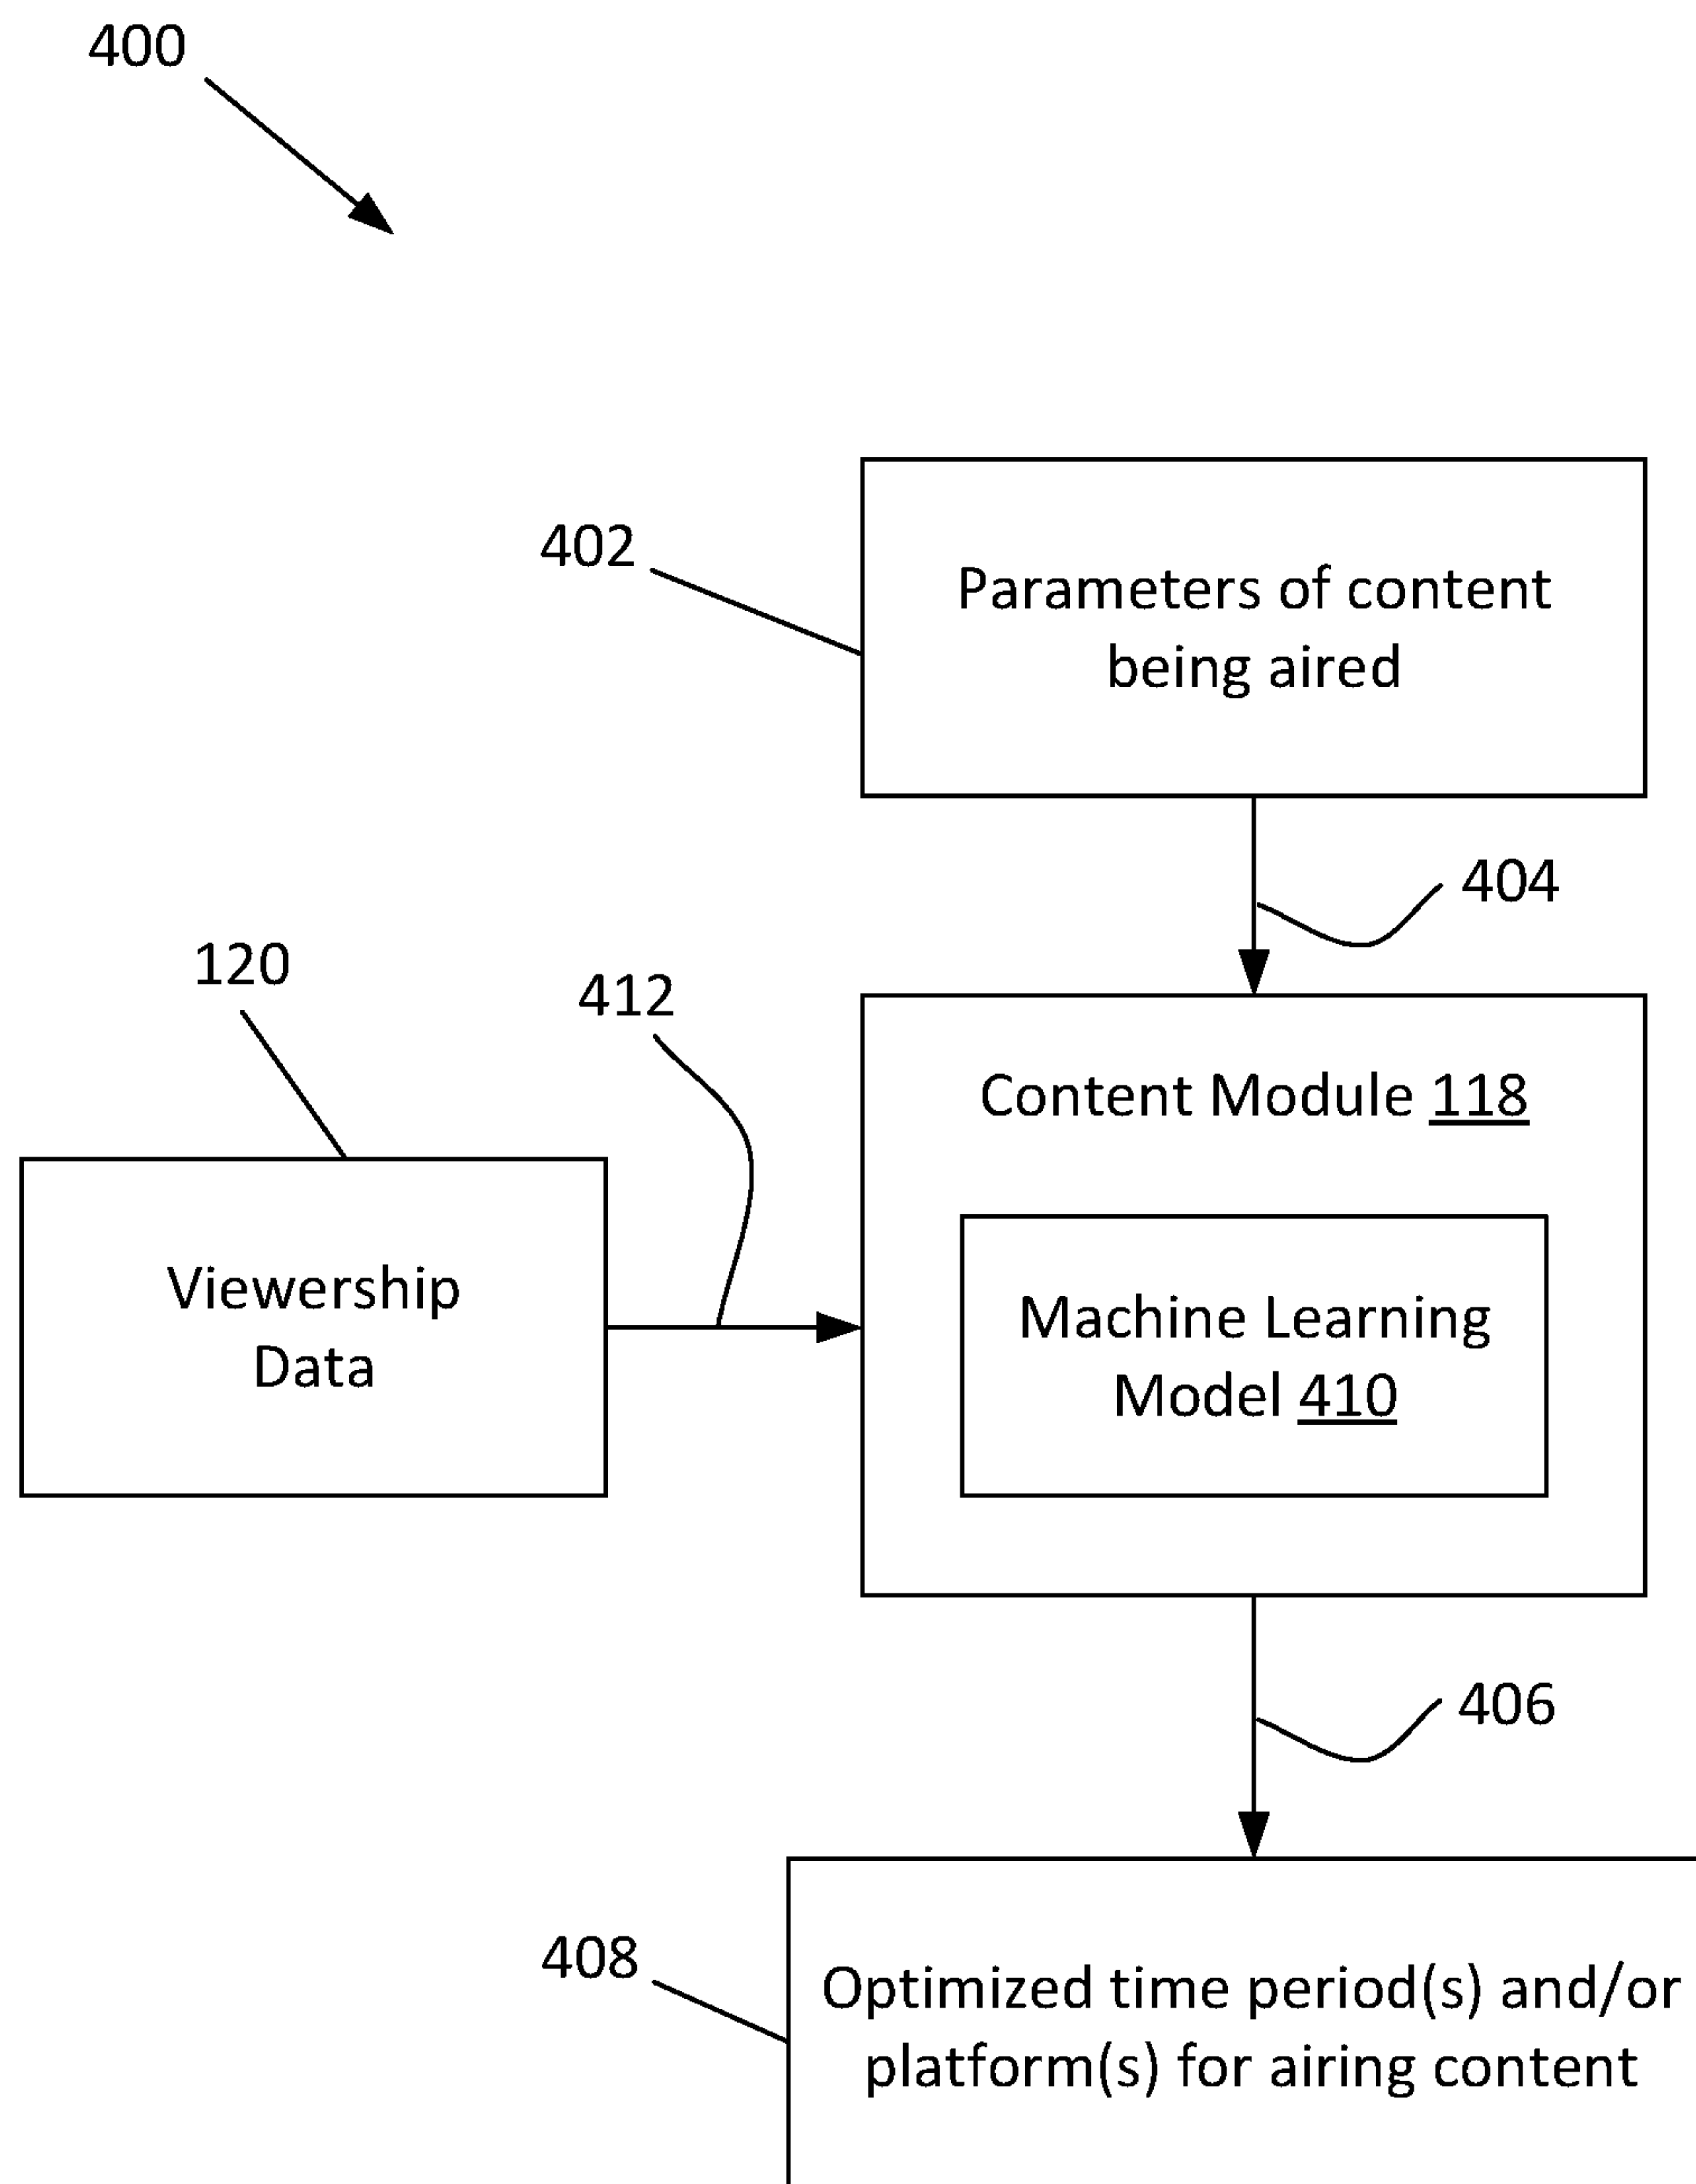 400
402
Parameters of content
being aired
404
120
412
Content Module 118
Viewership
Data
Machine Learning
Model 410
406
408
Optimized time period(s) and/or
platform(s) for airing content